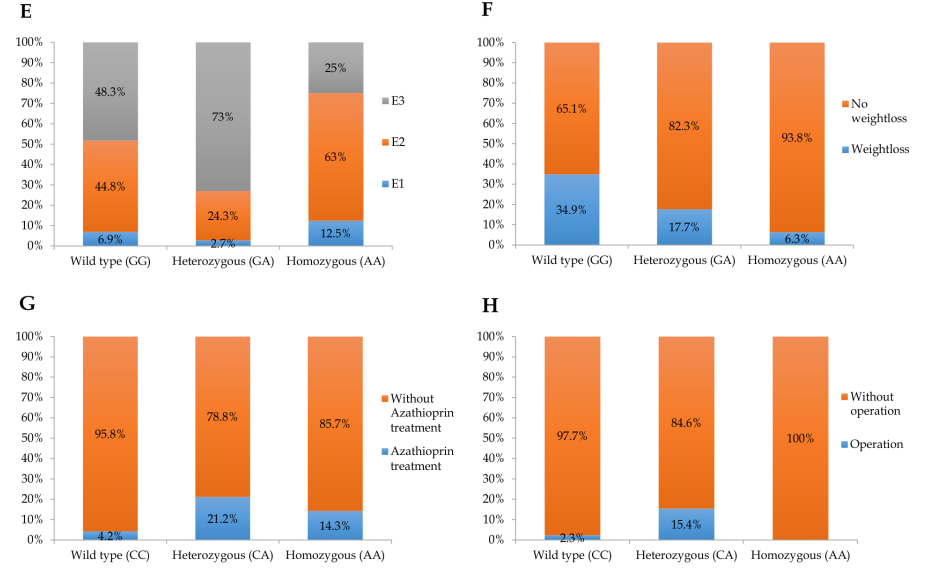 E
100%
90%
80%
70%
60%
50%
40%
30%
20%
10%
0%
48.3%
44.8%
6.9%
73%
24.3%
2.7%
25%
63%
12.5%
Wild type (GG)
Heterozygous (GA)
Homozygous (AA)
E3
E2
E1
F
100%
90%
80%
70%
60%
50%
40%
30%
20%
10%
0%
65.1%
34.9%
82.3%
17.7%
93.8%
6.3%
Wild type (GG)
Heterozygous (GA)
Homozygous (AA)
No
weightloss
Weightloss
G
100%
90%
80%
70%
60%
50%
40%
30%
20%
10%
0%
95.8%
4.2%
78.8%
21.2%
85.7%
14.3%
Wild type (CC)
Heterozygous (CA)
Homozygous (AA)
Without
Azathioprin
treatment
Azathioprin
treatment
H
100%
90%
80%
70%
60%
50%
40%
30%
20%
10%
0%
97.7%
2.3%
84.6%
15.4%
100%
Wild type (CC)
Heterozygous (CA)
Homozygous (AA)
Without
operation
Operation